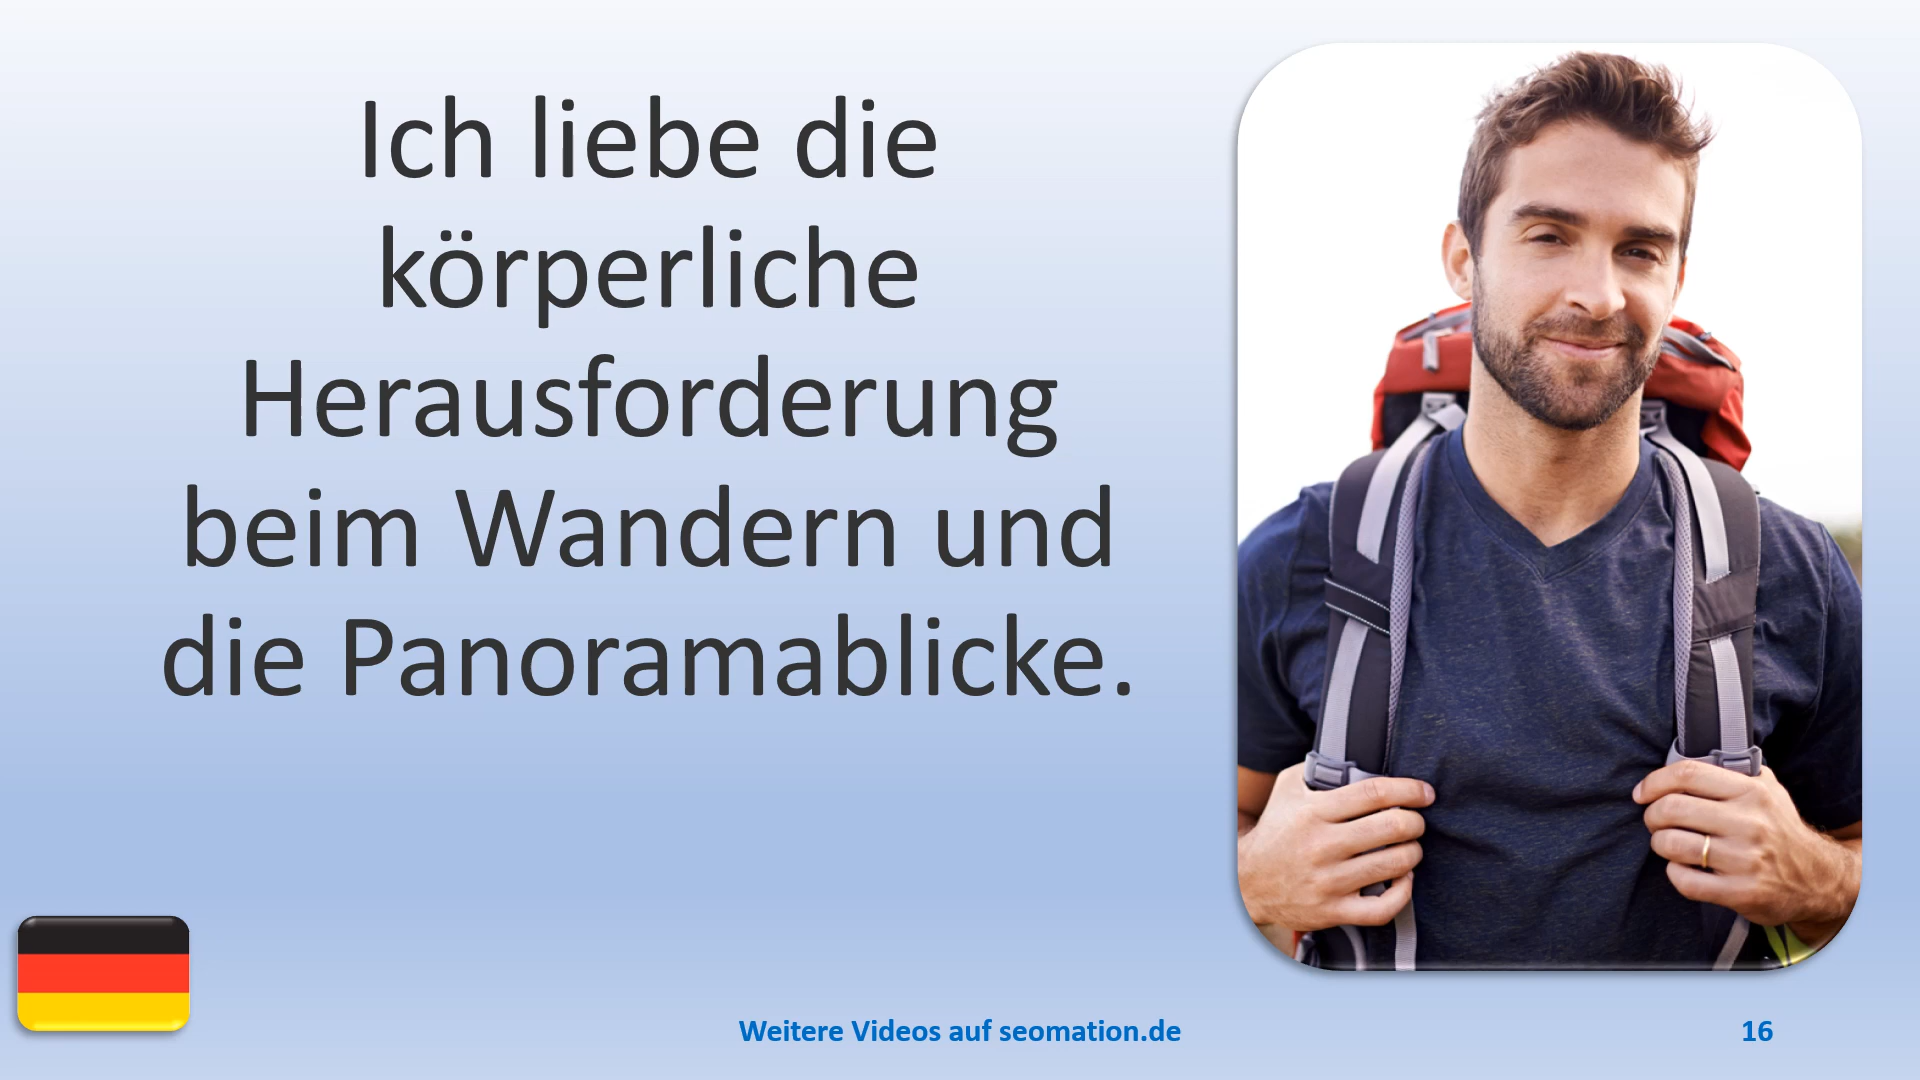 Ich liebe die
körperliche
Herausforderung
beim Wandern und
die Panoramablicke.
Weitere Videos auf seomation.de
16